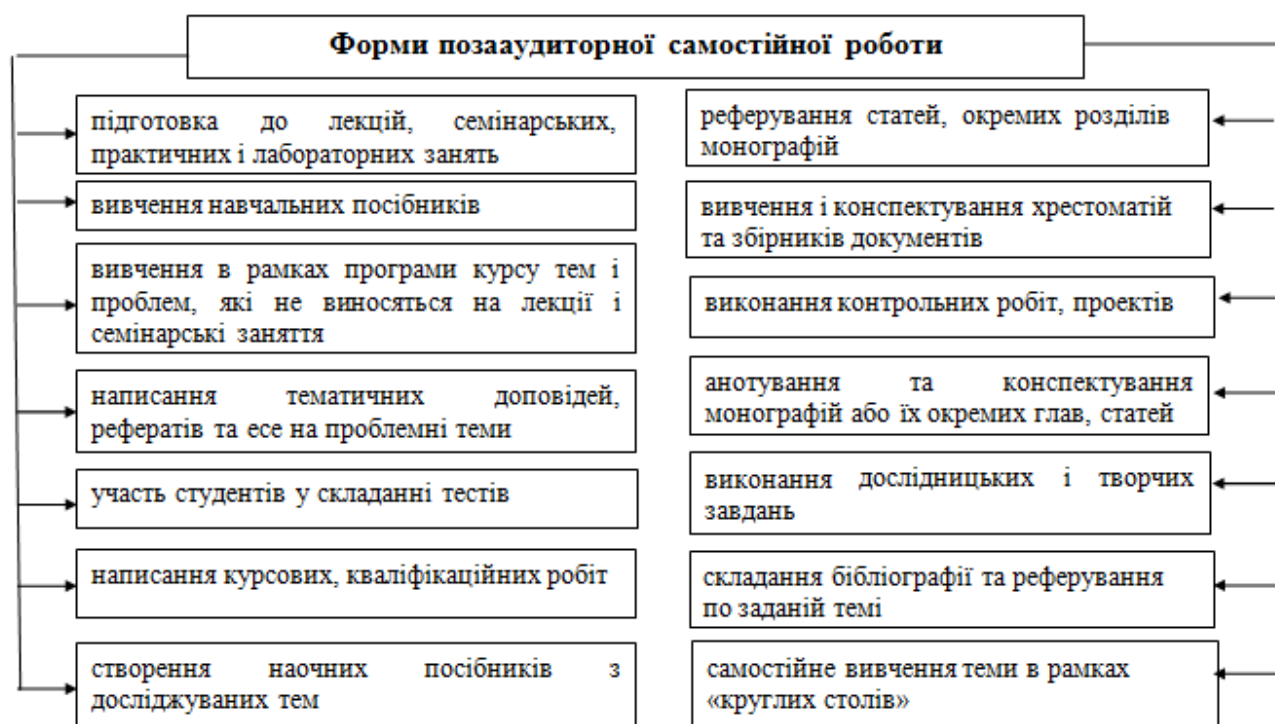 Форми позааудиторної самостійної роботи
підготовка до лекцій, семінарських,
практичних і лабораторних занять
вивчення навчальних посібників
вивчення в рамках програми курсу тем і
проблем, які не виносяться на лекції і
семінарські заняття
написання тематичних доповідей,
рефератів та есе на проблемні теми
участь студентів у складанні тестів
написання курсових, кваліфікаційних робіт
створення наочних посібників з
досліджуваних тем
реферування статей, окремих розділів
монографій
вивчення і конспектування хрестоматій
та збірників документів
виконання контрольних робіт, проектів
анотування та конспектування
монографій або їх окремих глав, статей
виконання дослідницьких і творчих
завдань
складання бібліографії та реферування
по заданій темі
самостійне вивчення теми в рамках
«круглих столів»